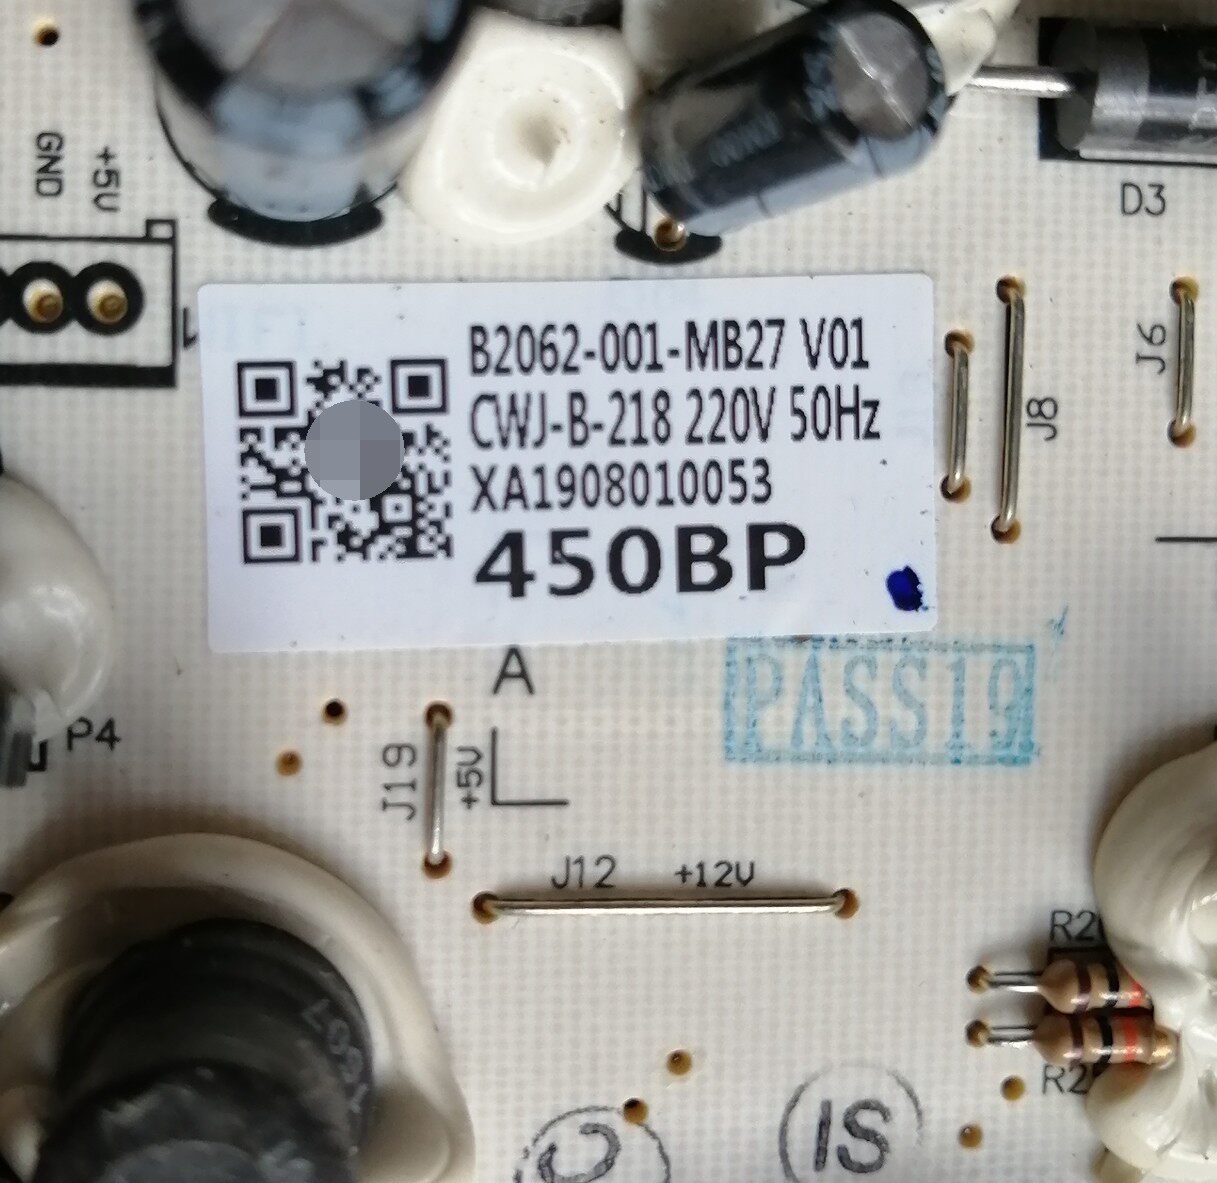 GND
+5V
D3
1
J6
J8
B2062-001-MB27 V01
CWJ-B-218 220V 50Hz
XA1908010053
450BP
A
PASS19
P4
J19
+5V
J12 +12V
IS